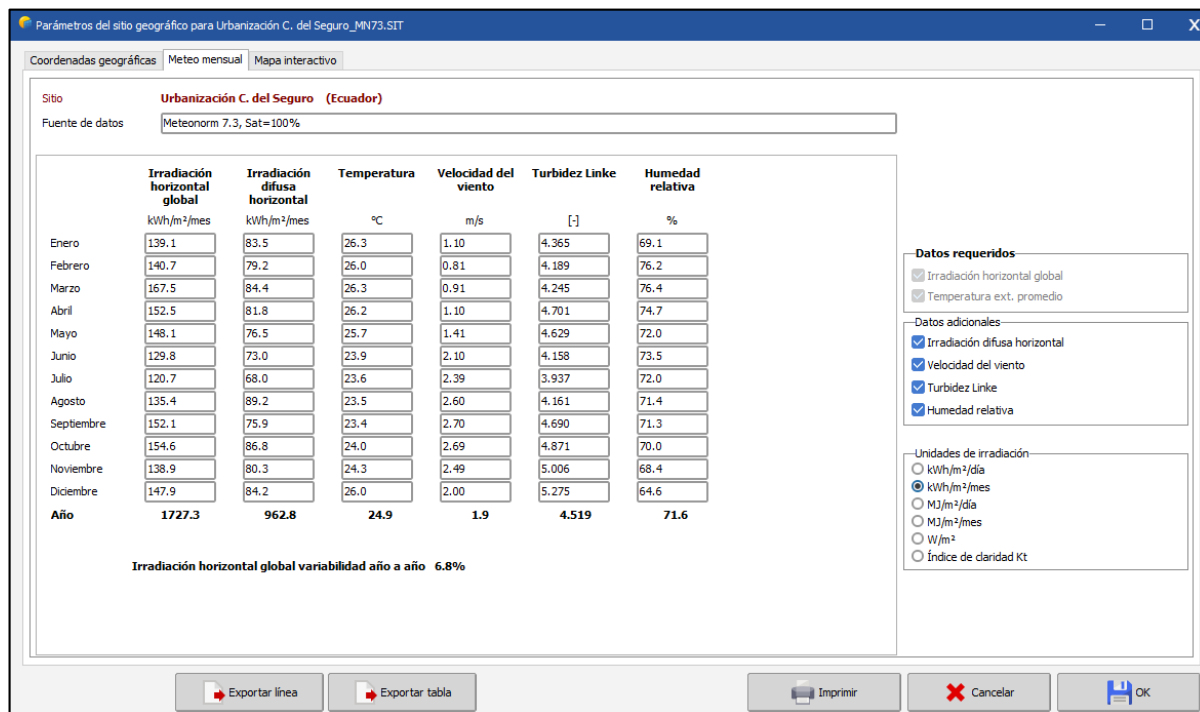 Parámetros del sitio geográfico para Urbanización C. del Seguro_MN73.SIT
Coordenadas geográficas Meteo mensual Mapa interactivo
Sitio Urbanización C. del Seguro (Ecuador)
Fuente de datos Meteonorm 7.3, Sat=100%
Irradiación Irradiación Temperatura Velocidad del Turbidez Linke Humedad
horizontal difusa viento relativa
global horizontal
kWh/m²/mes kWh/m²/mes °C m/s [-] %
Enero 139.1 83.5 26.3 1.10 4.365 69.1
Febrero 140.7 79.2 26.0 0.81 4.189 76.2
Marzo 167.5 84.4 26.3 0.91 4.245 76.4
Abril 152.5 81.8 26.2 1.10 4.701 74.7
Mayo 148.1 76.5 25.7 1.41 4.629 72.0
Junio 129.8 73.0 23.9 2.10 4.158 73.5
Julio 120.7 68.0 23.6 2.39 3.937 72.0
Agosto 135.4 89.2 23.5 2.60 4.161 71.4
Septiembre 152.1 75.9 23.4 2.70 4.690 71.3
Octubre 154.6 86.8 24.0 2.69 4.871 70.0
Noviembre 138.9 80.3 24.3 2.49 5.006 68.4
Diciembre 147.9 84.2 26.0 2.00 5.275 64.6
Año 1727.3 962.8 24.9 1.9 4.519 71.6
Irradiación horizontal global variabilidad año a año 6.8%
Datos requeridos
Irradiación horizontal global
Temperatura ext. promedio
Datos adicionales
Irradiación difusa horizontal
Velocidad del viento
Turbidez Linke
Humedad relativa
Unidades de irradiación
kWh/m²/día
kWh/m²/mes
MJ/m²/día
MJ/m²/mes
W/m²
Índice de claridad Kt
Exportar línea Exportar tabla Imprimir Cancelar OK